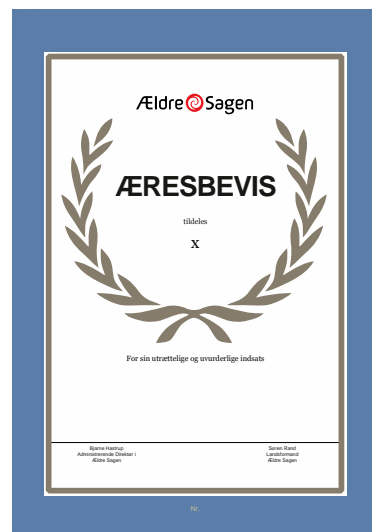 Ældre Sagen
ÆRESBEVIS
tildeles
X
For sin utrættelige og uvurderlige indsats
Bjarne Hastrup
Administrerende Direktør i
Ældre Sagen
Søren Rand
Landsformand
Ældre Sagen
Nr.